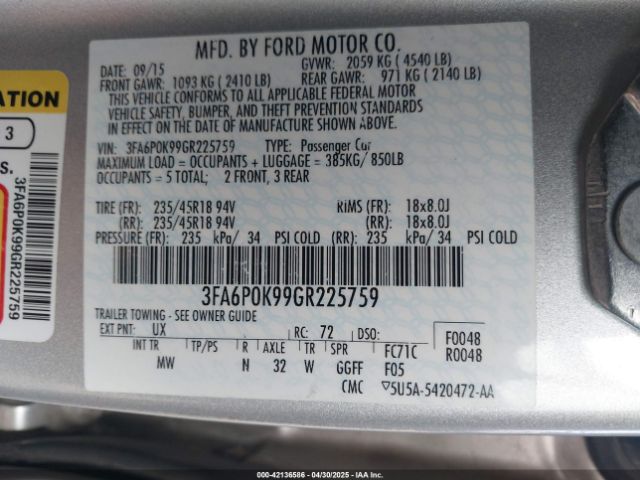 MFD. BY FORD MOTOR CO.
DATE: 09/15 GVWR: 2059 KG ( 4540 LB)
FRONT GAWR: 1093 KG ( 2410 LB) REAR GAWR: 971 KG ( 2140 LB)
THIS VEHICLE CONFORMS TO ALL APPLICABLE FEDERAL MOTOR
VEHICLE SAFETY, BUMPER, AND THEFT PREVENTION STANDARDS
IN EFFECT ON THE DATE OF MANUFACTURE SHOWN ABOVE.
VIN: 3FA6P0K99GR225759 TYPE: Passenger Car
MAXIMUM LOAD = OCCUPANTS + LUGGAGE = 385KG/ 850LB
OCCUPANTS = 5 TOTAL; 2 FRONT, 3 REAR
TIRE (FR): 235/45R18 94V RIMS (FR): 18x8.0J
(RR): 235/45R18 94V (RR): 18x8.0J
PRESSURE (FR): 235 kPa/ 34 PSI COLD (RR): 235 kPa/ 34 PSI COLD
3FA6P0K99GR225759
TRAILER TOWING - SEE OWNER GUIDE
EXT PNT: UX RC: 72 DSO: F0048
INT TR TP/PS R AXLE TR SPR FC71C R0048
MW N 32 W GGFF F05
CMC 5U5A-5420472-AA
ATION
3
S.
3FA6P0K99GR225759
000-42136586 - 04/30/2025 - WWW.IAAI.COM